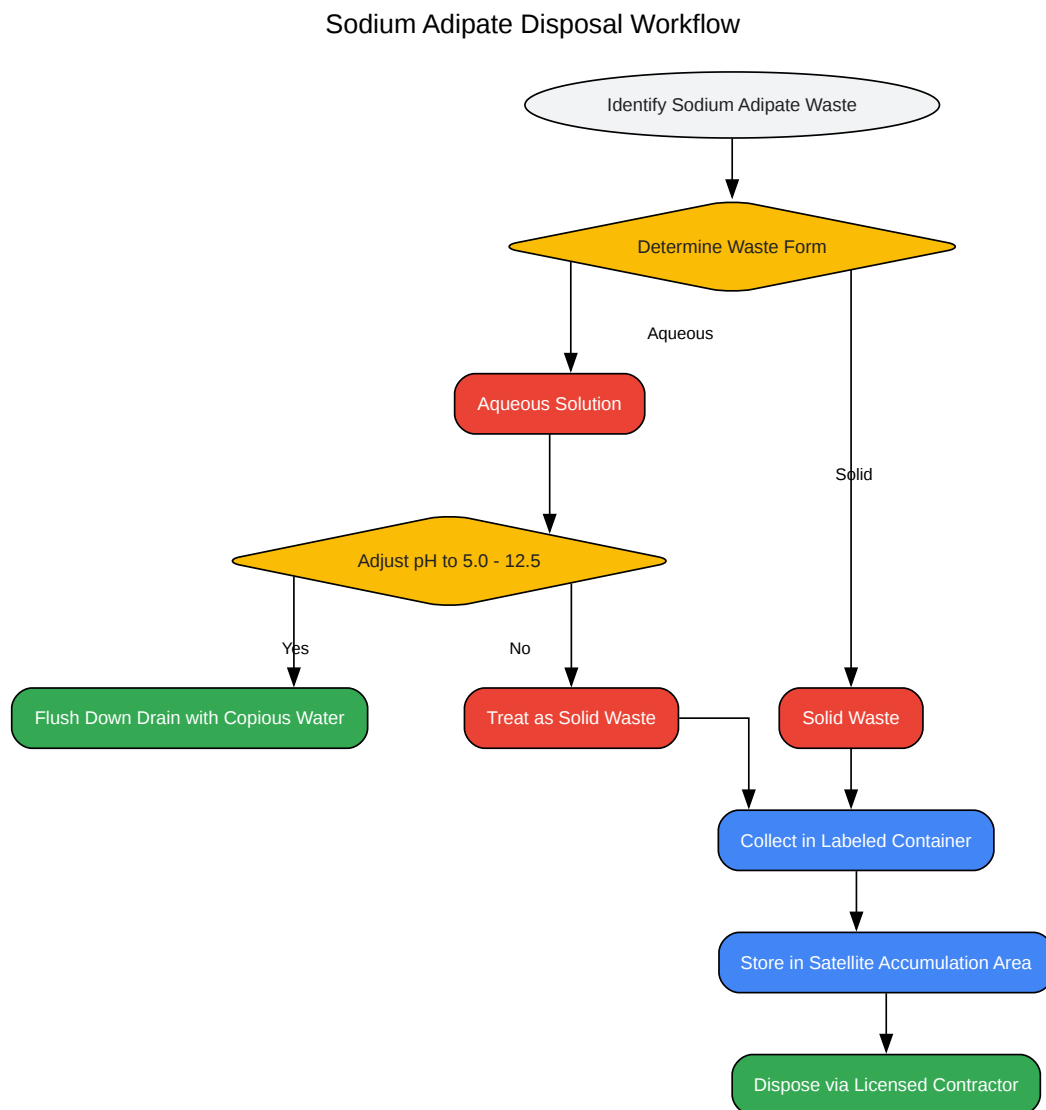 Sodium Adipate Disposal Workflow
Identify Sodium Adipate Waste
Determine Waste Form
Aqueous
Aqueous Solution
Solid
Adjust pH to 5.0 - 12.5
Yes
No
Flush Down Drain with Copious Water
Treat as Solid Waste
Solid Waste
Collect in Labeled Container
Store in Satellite Accumulation Area
Dispose via Licensed Contractor